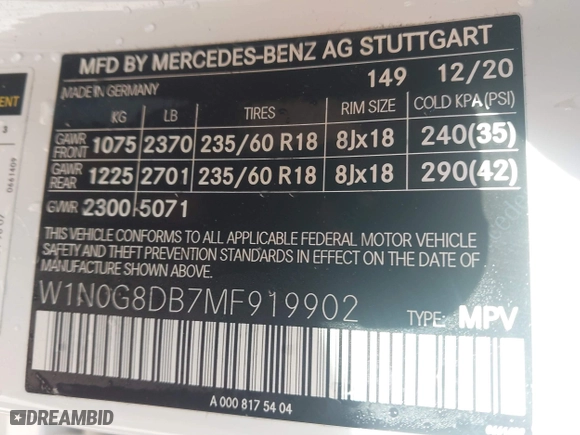 MFD BY MERCEDES-BENZ AG STUTTGART
MADE IN GERMANY 149 12/20
KG LB TIRES RIM SIZE COLD KPA(PSI)
GAWR FRONT 1075 2370 235/60 R18 8Jx18 240(35)
GAWR REAR 1225 2701 235/60 R18 8Jx18 290(42)
GVWR 2300 5071
THIS VEHICLE CONFORMS TO ALL APPLICABLE FEDERAL MOTOR VEHICLE
SAFETY AND THEFT PREVENTION STANDARDS IN EFFECT ON THE DATE
OF MANUFACTURE SHOWN ABOVE.
W1N0G8DB7MF919902 TYPE: MPV
A 000 817 54 04
3
0661409
DREAMBID